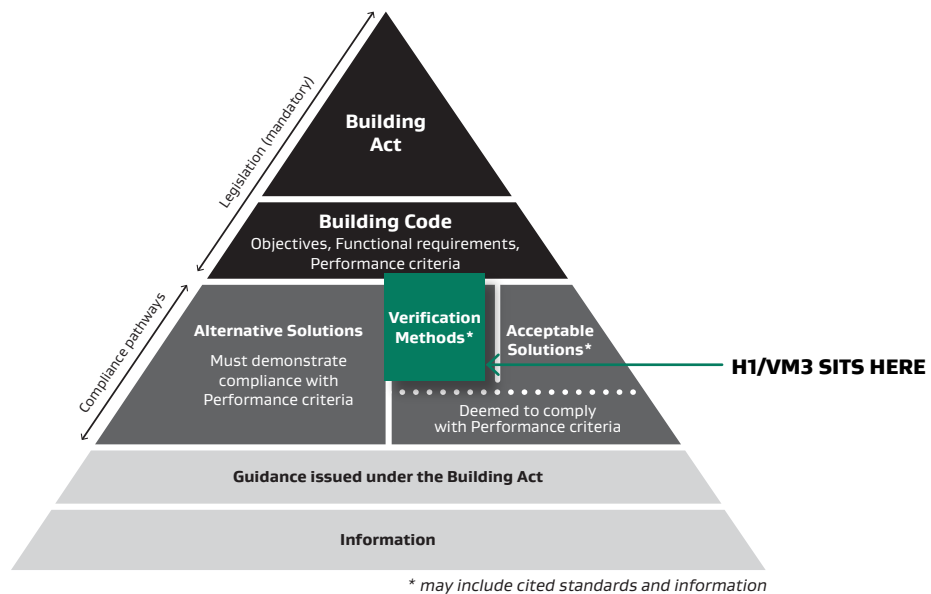 Legislation (mandatory)
Building
Act
Building Code
Objectives, Functional requirements,
Performance criteria
Compliance pathways
Alternative Solutions
Must demonstrate
compliance with
Performance criteria
Verification
Methods*
Acceptable
Solutions*
H1/VM3 SITS HERE
Deemed to comply
with Performance criteria
Guidance issued under the Building Act
Information
* may include cited standards and information